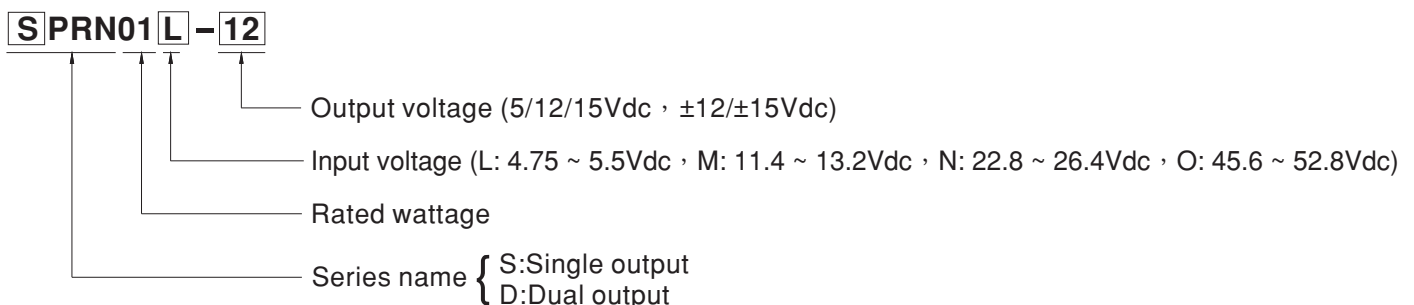 SPRN01L-12
Output voltage (5/12/15Vdc，±12/±15Vdc)
Input voltage (L: 4.75 ~ 5.5Vdc，M: 11.4 ~ 13.2Vdc，N: 22.8 ~ 26.4Vdc，O: 45.6 ~ 52.8Vdc)
Rated wattage
Series name { S:Single output
D:Dual output